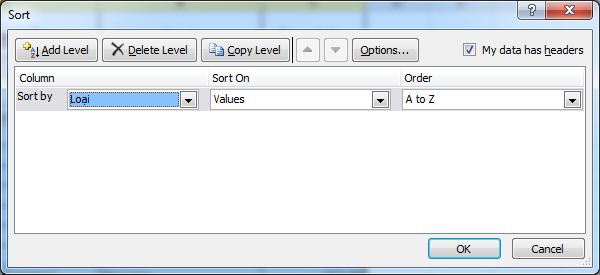 Sort
Add Level Delete Level Copy Level Options... My data has headers
Column Sort On Order
Sort by Loại Values A to Z
OK Cancel